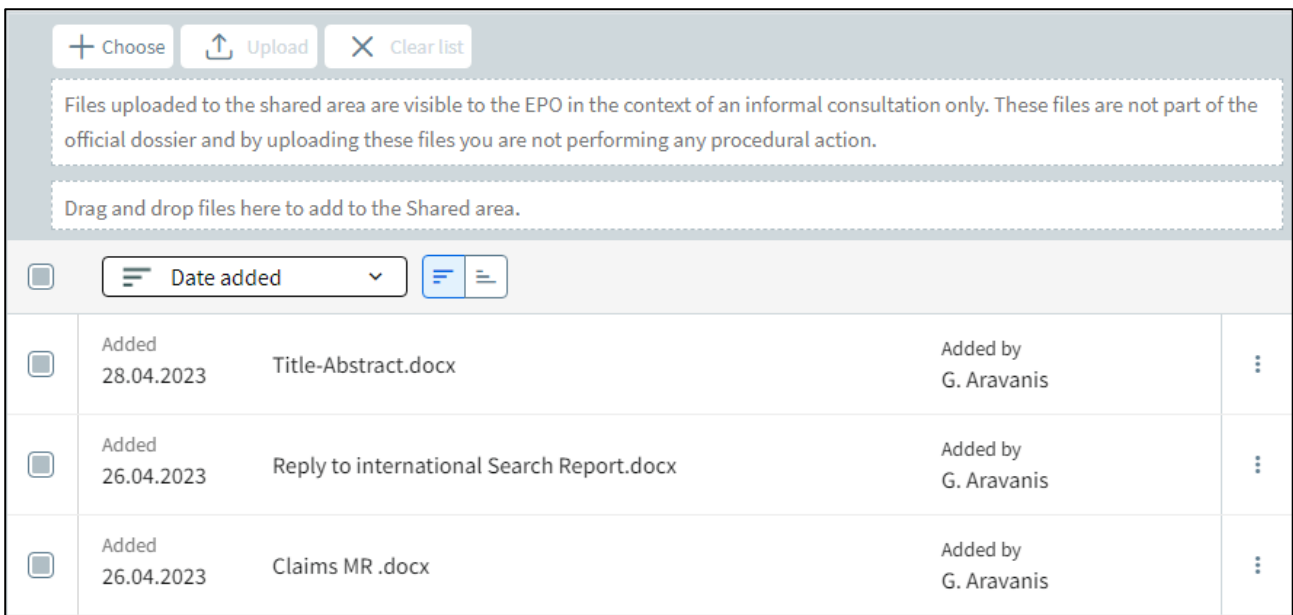 Choose Upload Clear list
Files uploaded to the shared area are visible to the EPO in the context of an informal consultation only. These files are not part of the
official dossier and by uploading these files you are not performing any procedural action.
Drag and drop files here to add to the Shared area.
Date added
Added
28.04.2023
Title-Abstract.docx
Added by
G. Aravanis
Added
26.04.2023
Reply to international Search Report.docx
Added by
G. Aravanis
Added
26.04.2023
Claims MR .docx
Added by
G. Aravanis